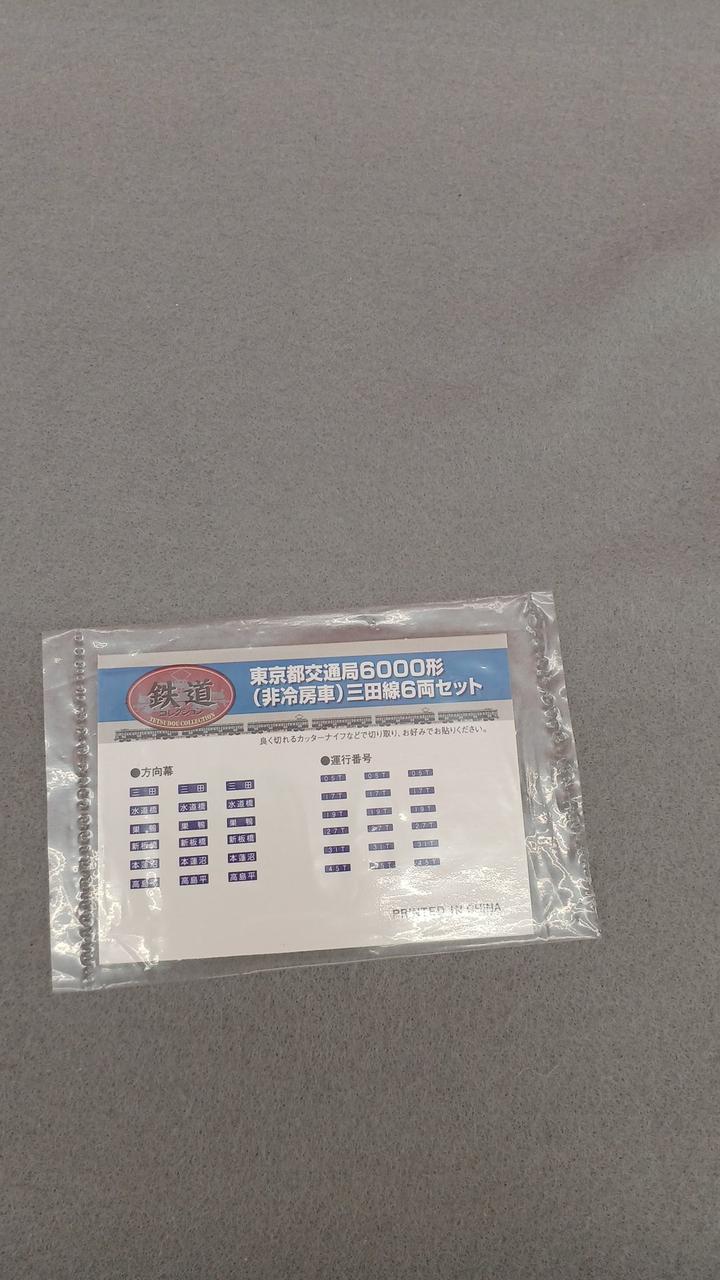 鉄道
コレクション
TETSUDOU COLLECTION
東京都交通局6000形
(非冷房車)三田線6両セット
良く切れるカッターナイフなどで切り取り、お好みでお貼りください。
●方向幕
三田 三田 三田
水道橋 水道橋 水道橋
巣鴨 巣鴨 巣鴨
新板橋 新板橋 新板橋
本蓮沼 本蓮沼 本蓮沼
高島平 高島平 高島平
●運行番号
05T 05T 05T
17T 17T 17T
19T 19T 19T
27T 27T 27T
31T 31T 31T
45T 45T 45T
PRINTED IN CHINA